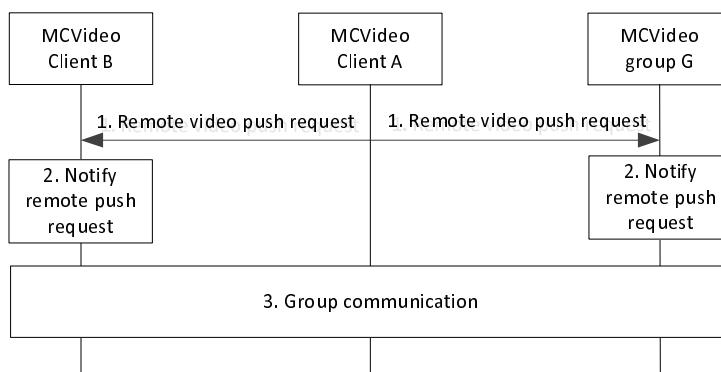 MCVideo
Client B
MCVideo
Client A
MCVideo
group G
1. Remote video push request
1. Remote video push request
2. Notify
remote push
request
2. Notify
remote push
request
3. Group communication